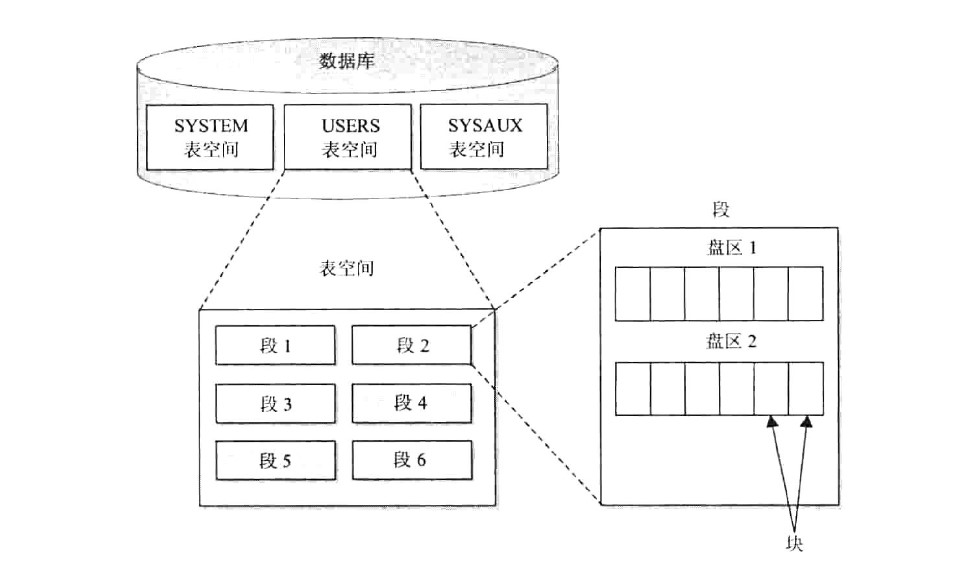 数据库
SYSTEM
表空间
USERS
表空间
SYSAUX
表空间
表空间
段 1
段 2
段 3
段 4
段 5
段 6
段
盘区 1
盘区 2
块